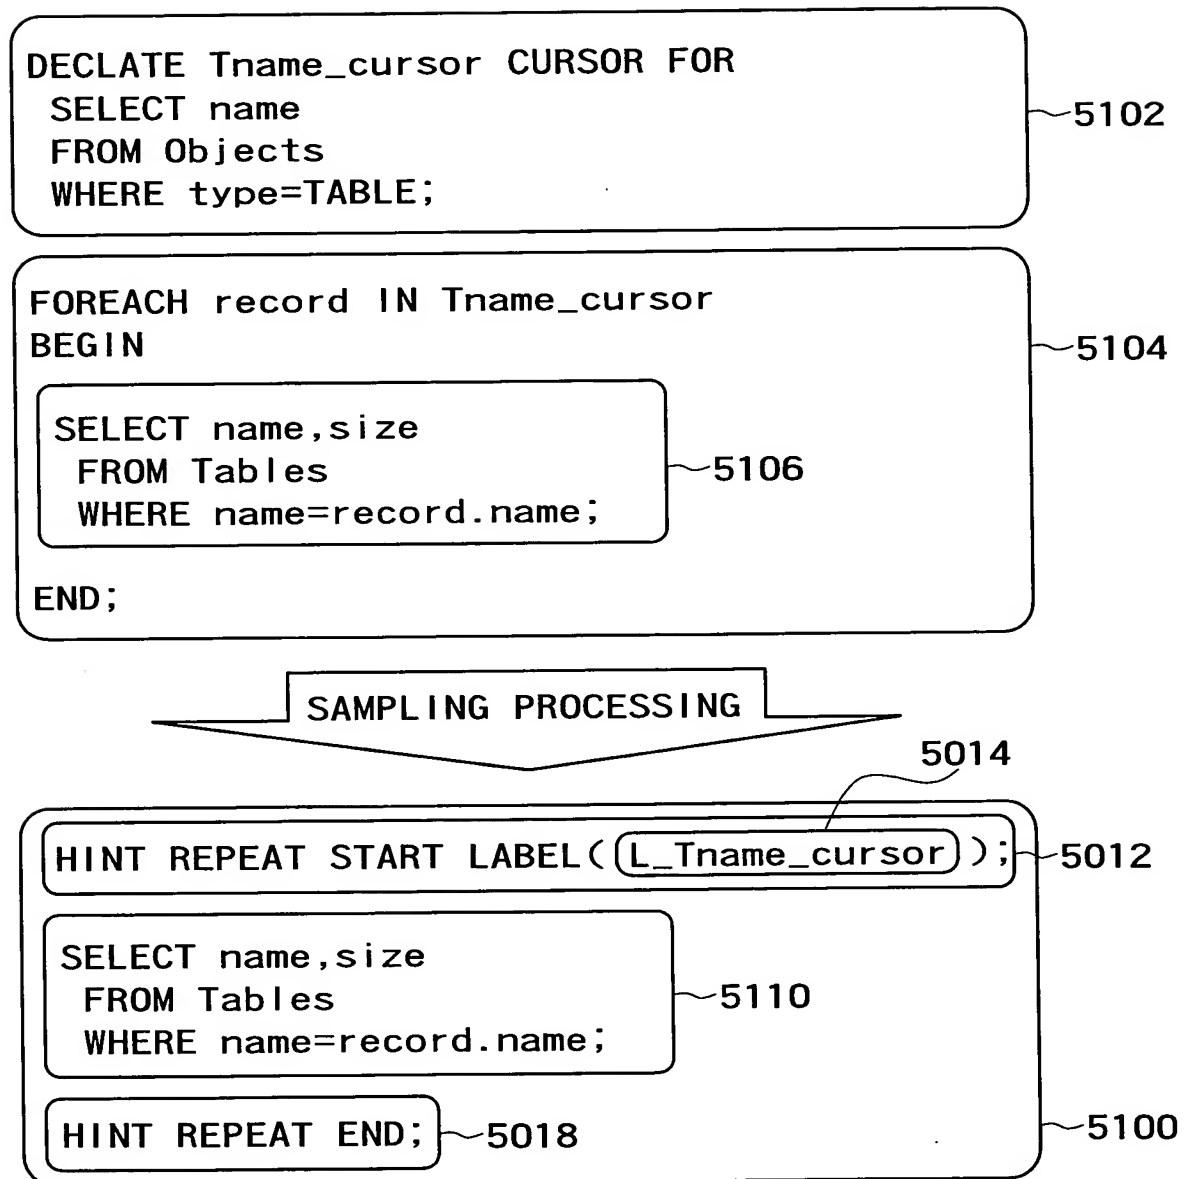 DECLATE Tname_cursor CURSOR FOR
SELECT name
FROM Objects
WHERE type=TABLE;
5102
FOREACH record IN Tname_cursor
BEGIN
5104
SELECT name,size
FROM Tables
WHERE name=record.name;
5106
END;
SAMPLING PROCESSING
5014
HINT REPEAT START LABEL(L_Tname_cursor);
5012
SELECT name,size
FROM Tables
WHERE name=record.name;
5110
HINT REPEAT END;
5018
5100